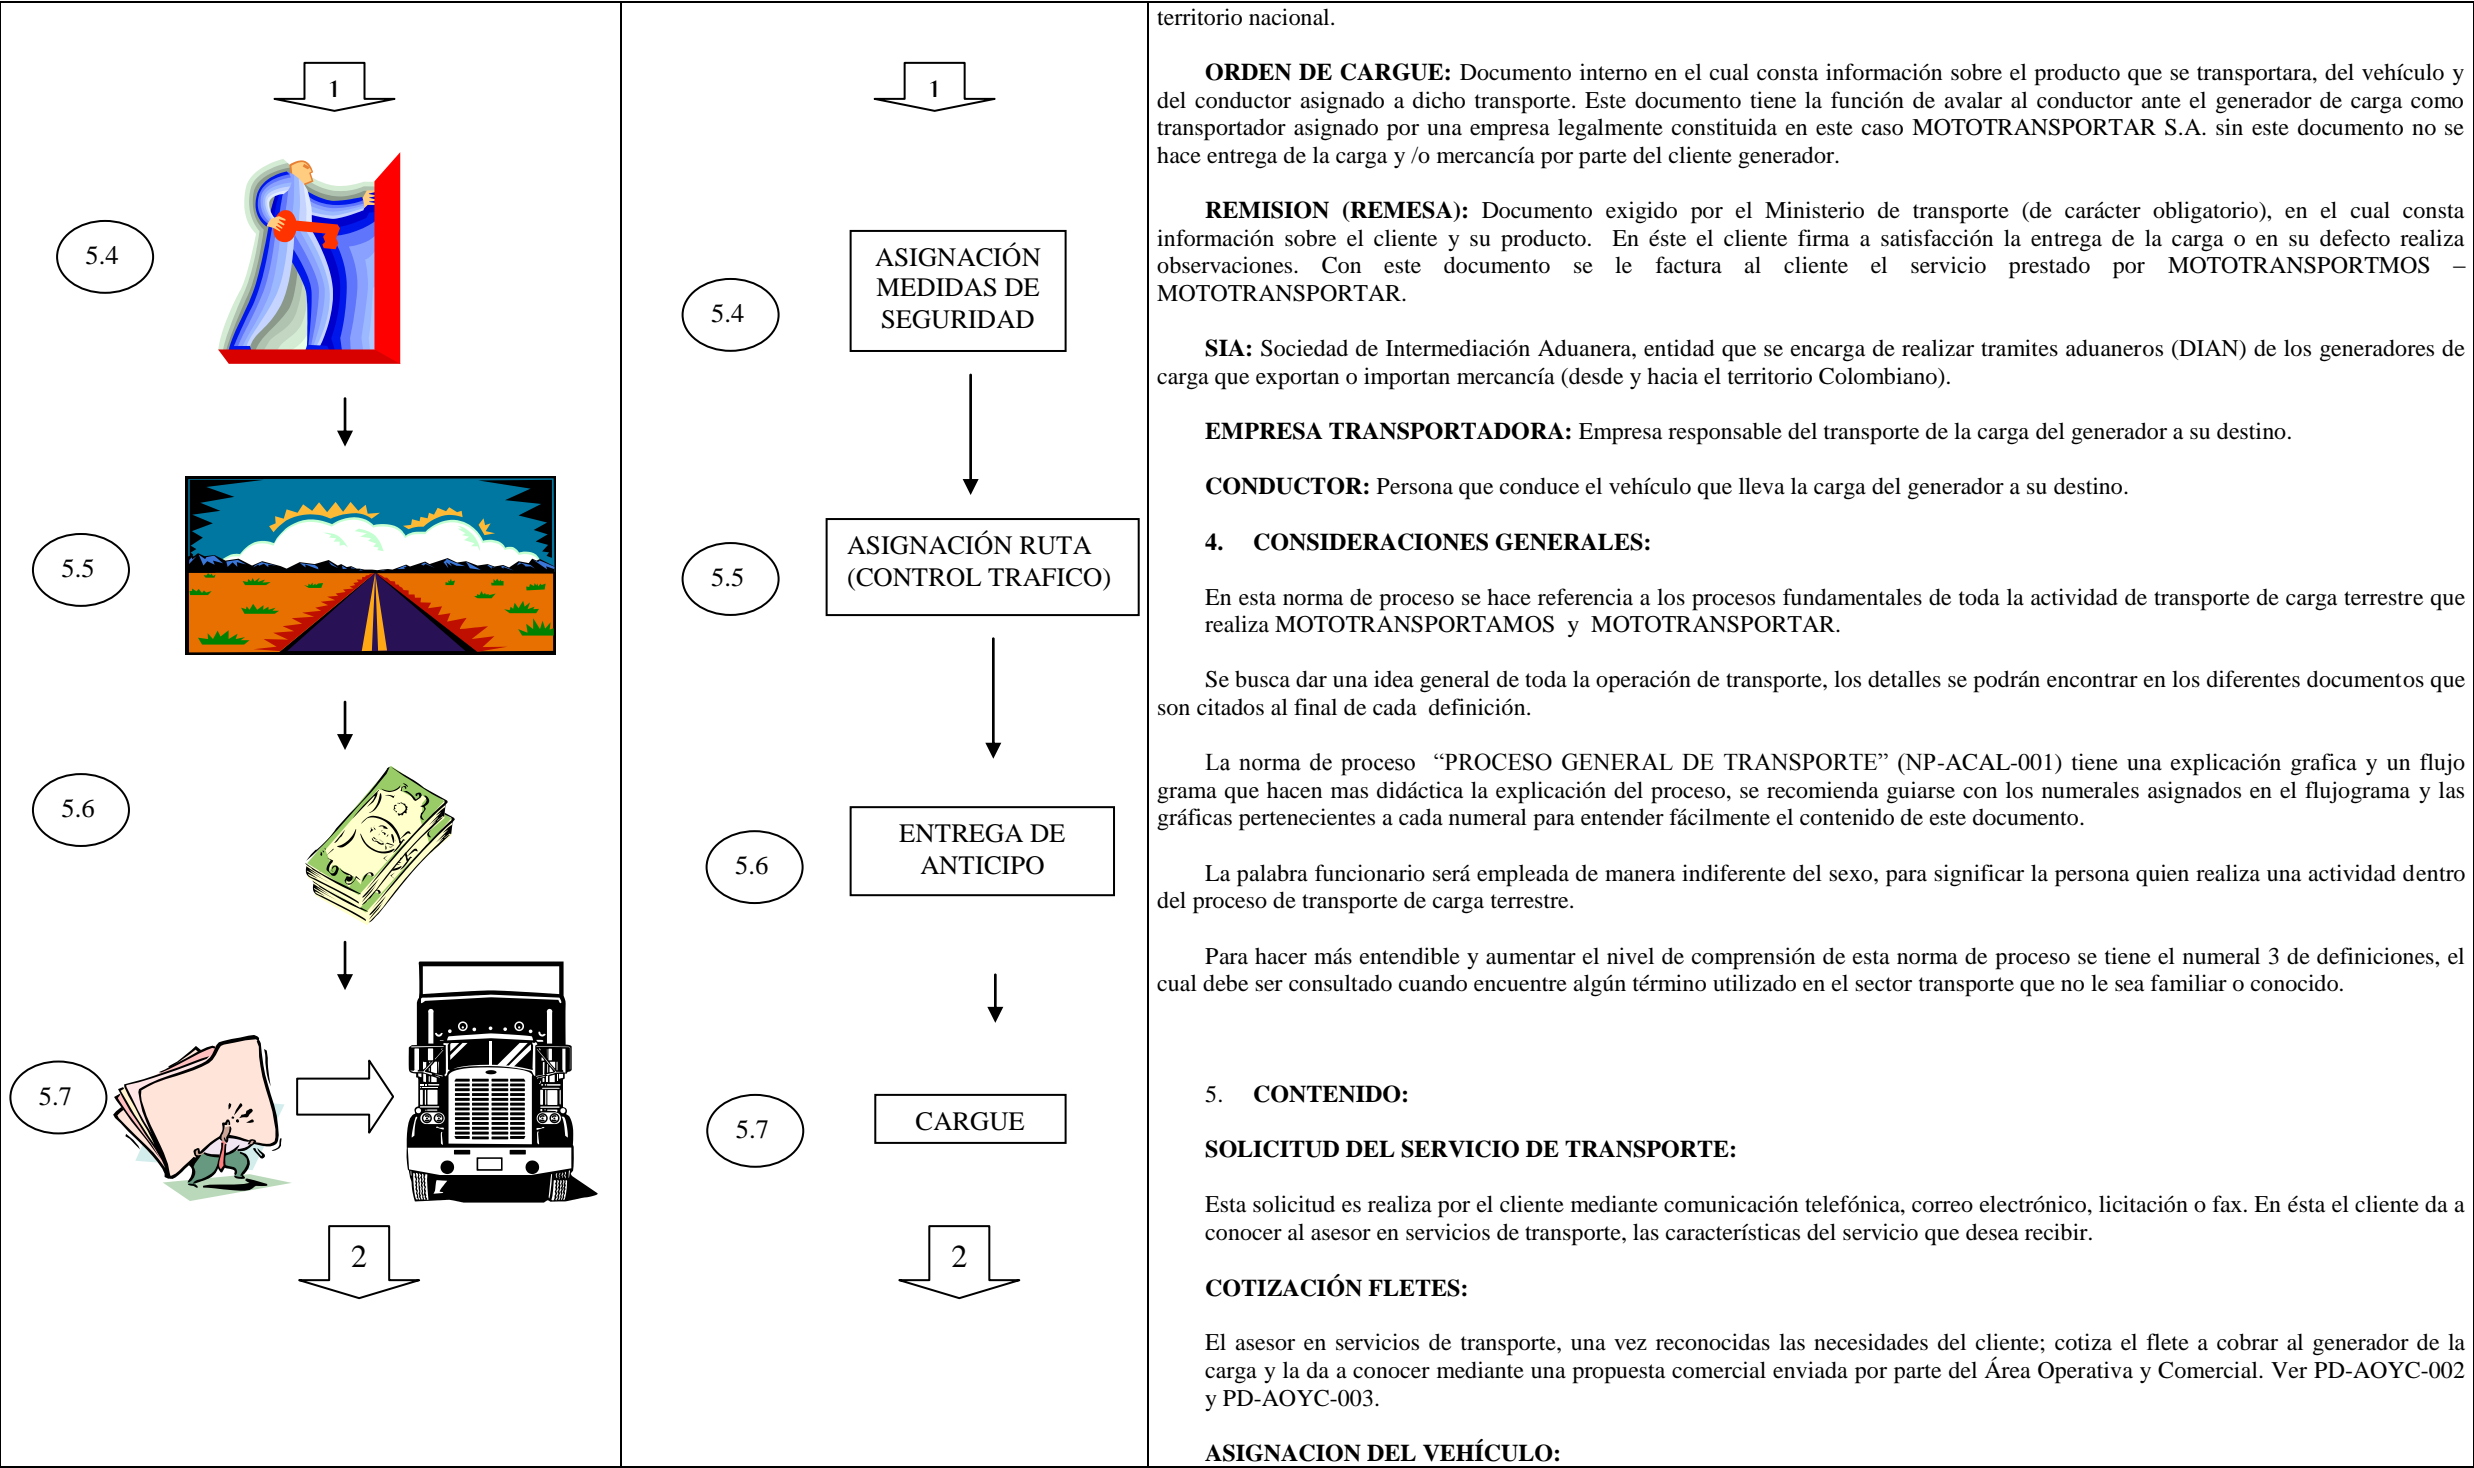 1
5.4
5.5
5.6
5.7
2
1
5.4
ASIGNACIÓN
MEDIDAS DE
SEGURIDAD
5.5
ASIGNACIÓN RUTA
(CONTROL TRAFICO)
5.6
ENTREGA DE
ANTICIPO
5.7
CARGUE
2
territorio nacional.
ORDEN DE CARGUE: Documento interno en el cual consta información sobre el producto que se transportara, del vehículo y
del conductor asignado a dicho transporte. Este documento tiene la función de avalar al conductor ante el generador de carga como
transportador asignado por una empresa legalmente constituida en este caso MOTOTRANSPORTAR S.A. sin este documento no se
hace entrega de la carga y /o mercancía por parte del cliente generador.
REMISION (REMESA): Documento exigido por el Ministerio de transporte (de carácter obligatorio), en el cual consta
información sobre el cliente y su producto. En éste el cliente firma a satisfacción la entrega de la carga o en su defecto realiza
observaciones. Con este documento se le factura al cliente el servicio prestado por MOTOTRANSPORTMOS –
MOTOTRANSPORTAR.
SIA: Sociedad de Intermediación Aduanera, entidad que se encarga de realizar tramites aduaneros (DIAN) de los generadores de
carga que exportan o importan mercancía (desde y hacia el territorio Colombiano).
EMPRESA TRANSPORTADORA: Empresa responsable del transporte de la carga del generador a su destino.
CONDUCTOR: Persona que conduce el vehículo que lleva la carga del generador a su destino.
4. CONSIDERACIONES GENERALES:
En esta norma de proceso se hace referencia a los procesos fundamentales de toda la actividad de transporte de carga terrestre que
realiza MOTOTRANSPORTAMOS y MOTOTRANSPORTAR.
Se busca dar una idea general de toda la operación de transporte, los detalles se podrán encontrar en los diferentes documentos que
son citados al final de cada definición.
La norma de proceso “PROCESO GENERAL DE TRANSPORTE” (NP-ACAL-001) tiene una explicación grafica y un flujo
grama que hacen mas didáctica la explicación del proceso, se recomienda guiarse con los numerales asignados en el flujograma y las
gráficas pertenecientes a cada numeral para entender fácilmente el contenido de este documento.
La palabra funcionario será empleada de manera indiferente del sexo, para significar la persona quien realiza una actividad dentro
del proceso de transporte de carga terrestre.
Para hacer más entendible y aumentar el nivel de comprensión de esta norma de proceso se tiene el numeral 3 de definiciones, el
cual debe ser consultado cuando encuentre algún término utilizado en el sector transporte que no le sea familiar o conocido.
5. CONTENIDO:
SOLICITUD DEL SERVICIO DE TRANSPORTE:
Esta solicitud es realiza por el cliente mediante comunicación telefónica, correo electrónico, licitación o fax. En ésta el cliente da a
conocer al asesor en servicios de transporte, las características del servicio que desea recibir.
COTIZACIÓN FLETES:
El asesor en servicios de transporte, una vez reconocidas las necesidades del cliente; cotiza el flete a cobrar al generador de la
carga y la da a conocer mediante una propuesta comercial enviada por parte del Área Operativa y Comercial. Ver PD-AOYC-002
y PD-AOYC-003.
ASIGNACION DEL VEHÍCULO: